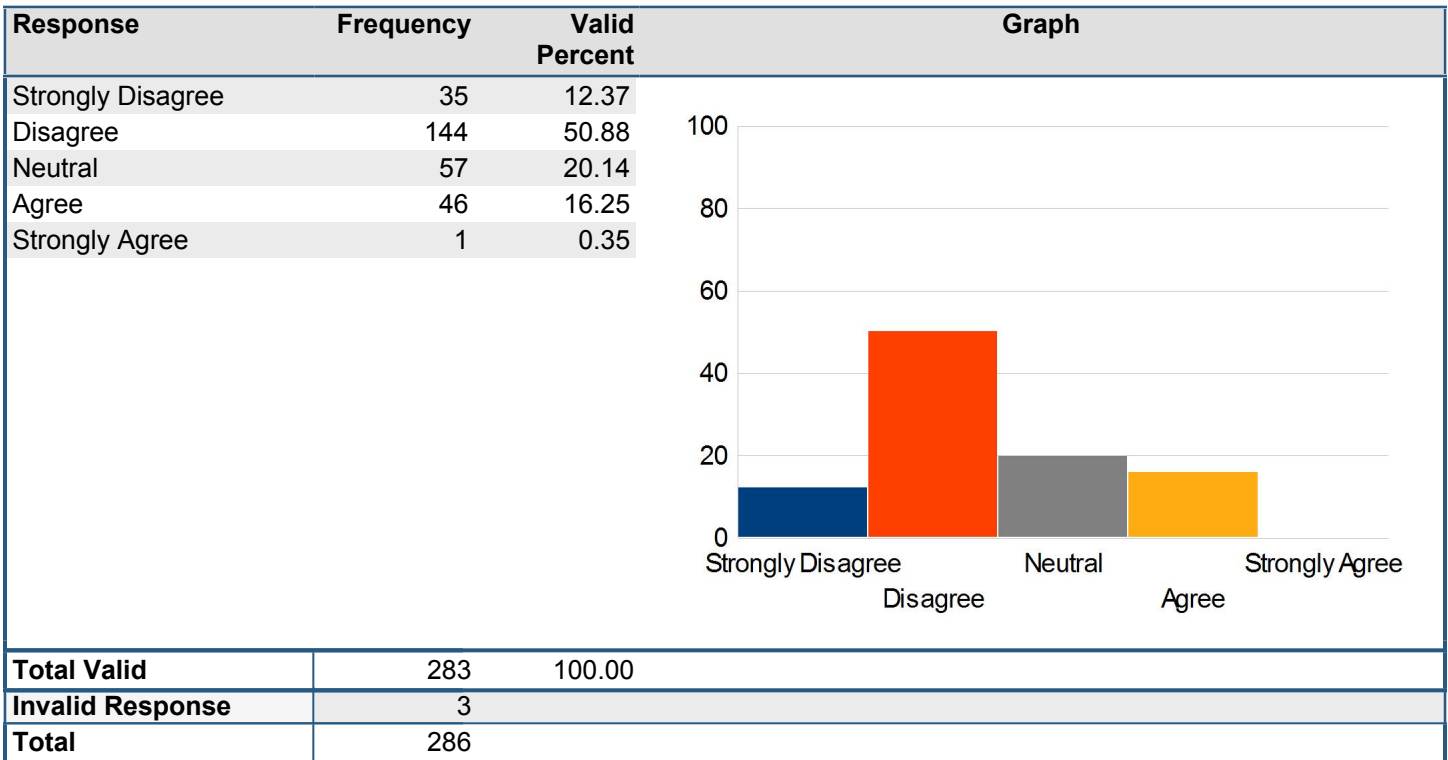 Response Frequency Valid Percent Graph
Strongly Disagree 35 12.37
Disagree 144 50.88
Neutral 57 20.14
Agree 46 16.25
Strongly Agree 1 0.35
100
80
60
40
20
0
Strongly Disagree Neutral Strongly Agree
Disagree Agree
Total Valid 283 100.00
Invalid Response 3
Total 286